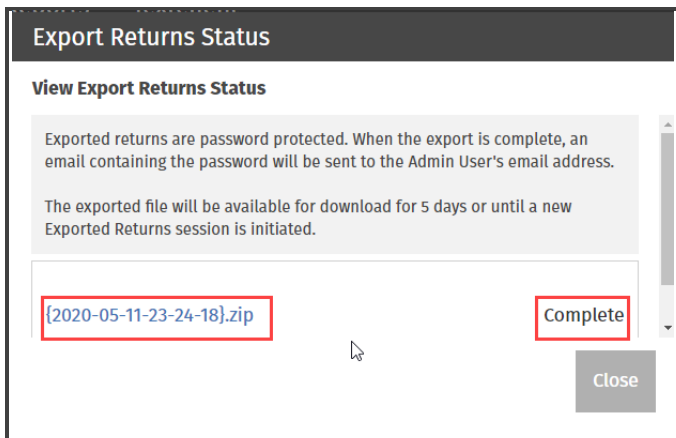 Export Returns Status
View Export Returns Status
Exported returns are password protected. When the export is complete, an
email containing the password will be sent to the Admin User's email address.
The exported file will be available for download for 5 days or until a new
Exported Returns session is initiated.
{2020-05-11-23-24-18}.zip Complete
Close